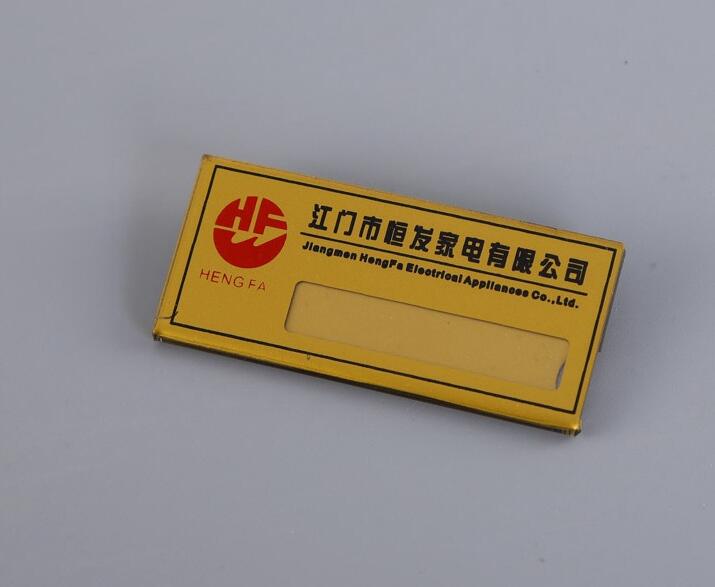 HF
HENG FA
江门市恒发家电有限公司
Jiangmen HengFa Electrical Appliances Co.,Ltd.